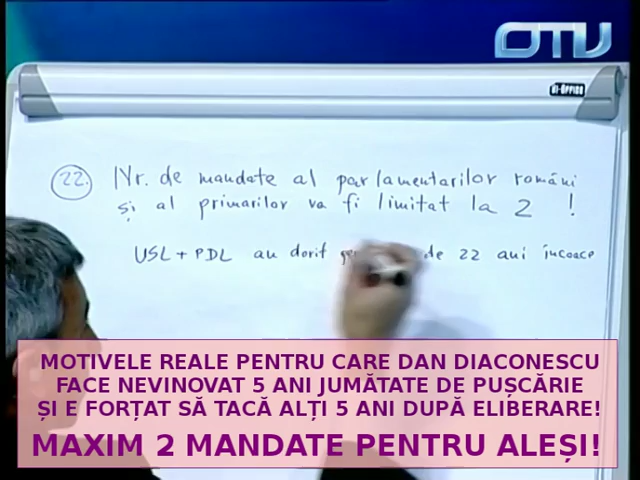 OTV
BI-OFFICE
22. Nr. de mandate al parlamentarilor români
și al primarilor va fi limitat la 2 !
USL + PDL au dorit de 22 ani încoace
MOTIVELE REALE PENTRU CARE DAN DIACONESCU
FACE NEVINOVAT 5 ANI JUMĂTATE DE PUȘCĂRIE
ȘI E FORȚAT SĂ TACĂ ALȚI 5 ANI DUPĂ ELIBERARE!
MAXIM 2 MANDATE PENTRU ALEȘI!